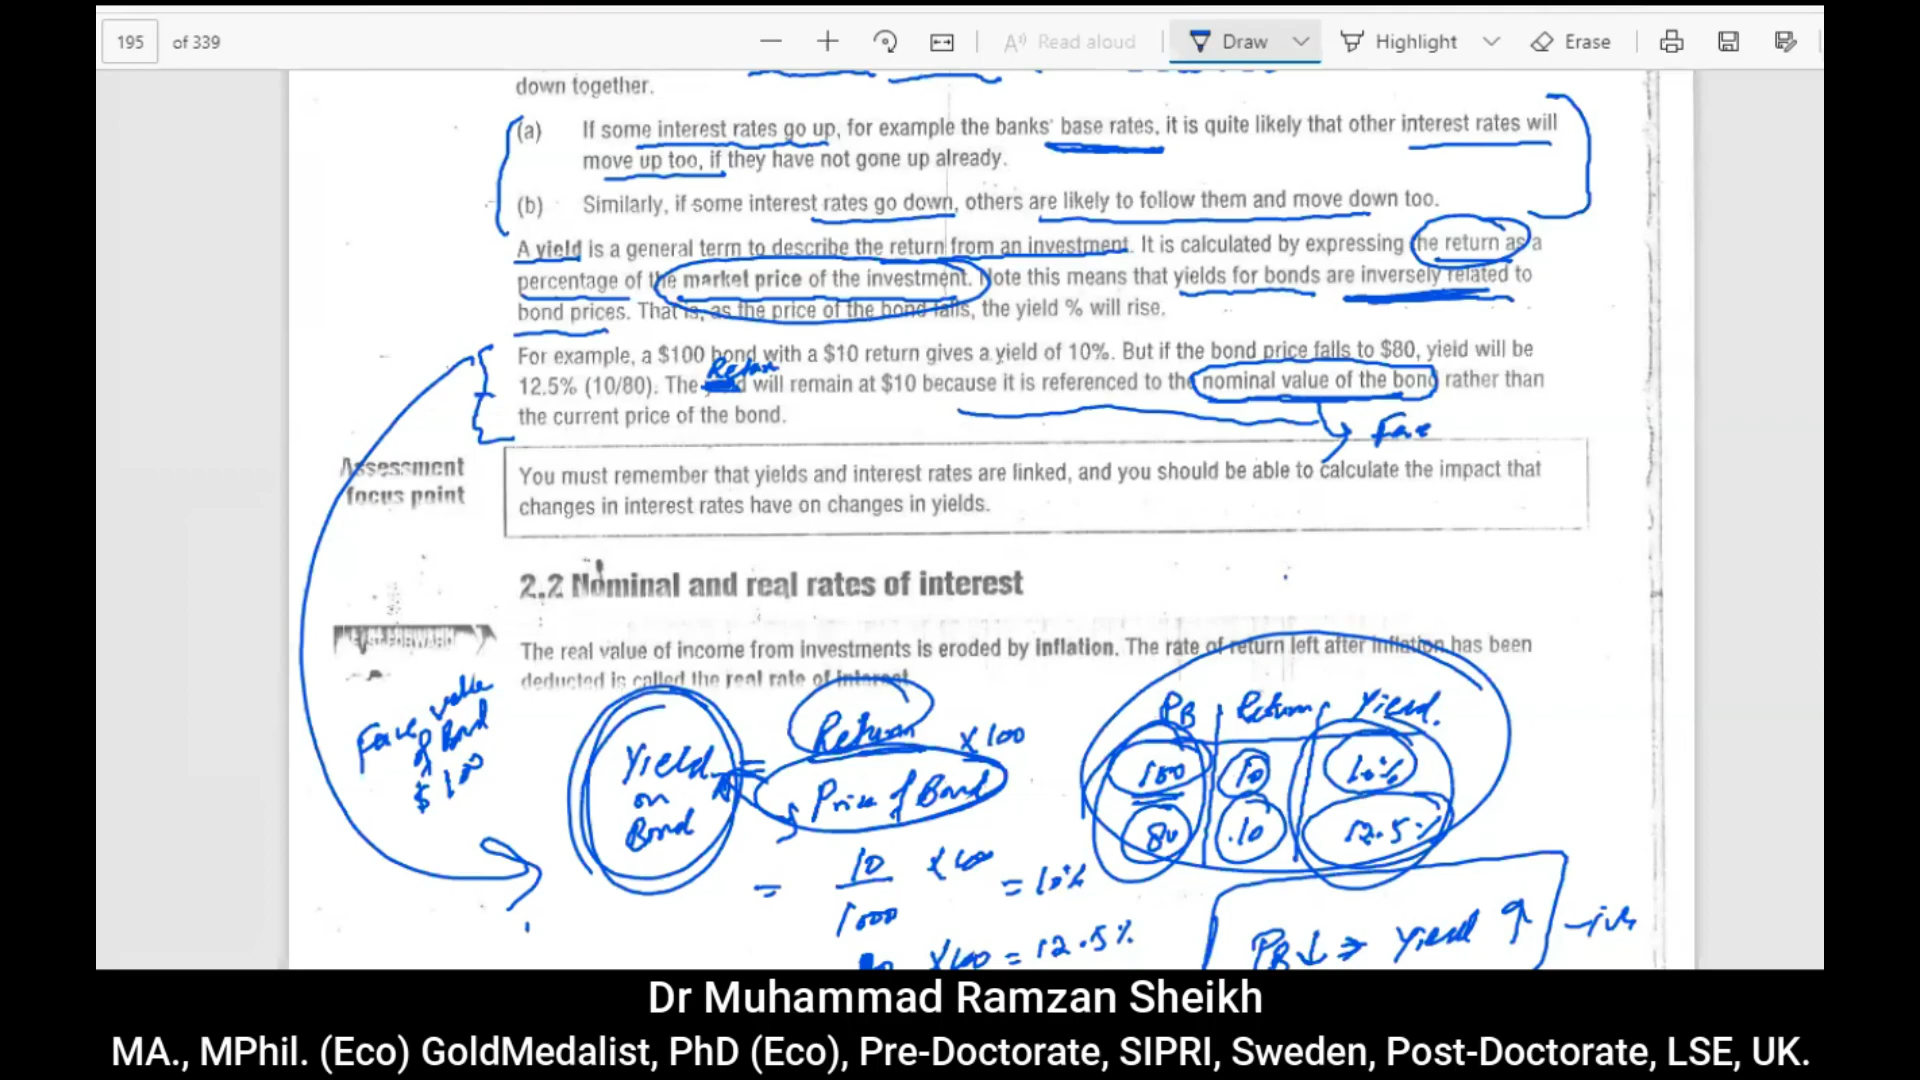 195 of 339
Read aloud
Draw
Highlight
Erase
down together.
(a) If some interest rates go up, for example the banks' base rates, it is quite likely that other interest rates will
move up too, if they have not gone up already.
(b) Similarly, if some interest rates go down, others are likely to follow them and move down too.
A yield is a general term to describe the return from an investment. It is calculated by expressing the return as a
percentage of the market price of the investment. Note this means that yields for bonds are inversely related to
bond prices. That is, as the price of the bond falls, the yield % will rise.
For example, a $100 bond with a $10 return gives a yield of 10%. But if the bond price falls to $80, yield will be
Return
12.5% (10/80). The will remain at $10 because it is referenced to the nominal value of the bond rather than
the current price of the bond.
Face
Assessment
focus point
You must remember that yields and interest rates are linked, and you should be able to calculate the impact that
changes in interest rates have on changes in yields.
2.2 Nominal and real rates of interest
The real value of income from investments is eroded by inflation. The rate of return left after inflation has been
deducted is called the real rate of interest
Face value
of Bond
$100
Yield
on
Bond
= Return × 100
Price of Bond
= 10 × 100 = 10%
1000
× 100 = 12.5%
PB Return Yield.
100 10 10%
80 10 12.5%
PB ↓ ⇒ Yield ↑ -ive
Dr Muhammad Ramzan Sheikh
MA., MPhil. (Eco) GoldMedalist, PhD (Eco), Pre-Doctorate, SIPRI, Sweden, Post-Doctorate, LSE, UK.